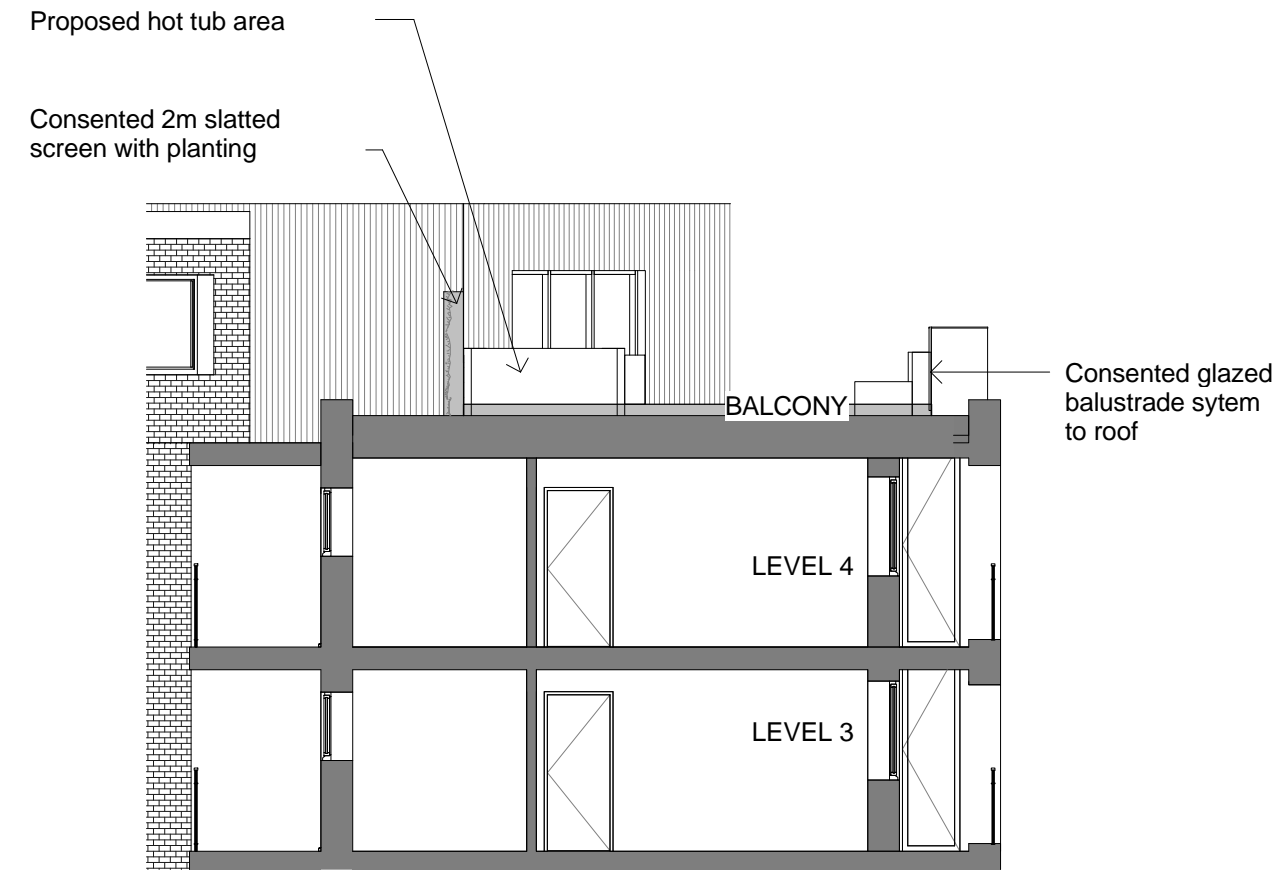 Proposed hot tub area
Consented 2m slatted
screen with planting
Consented glazed
balustrade sytem
to roof
BALCONY
LEVEL 4
LEVEL 3